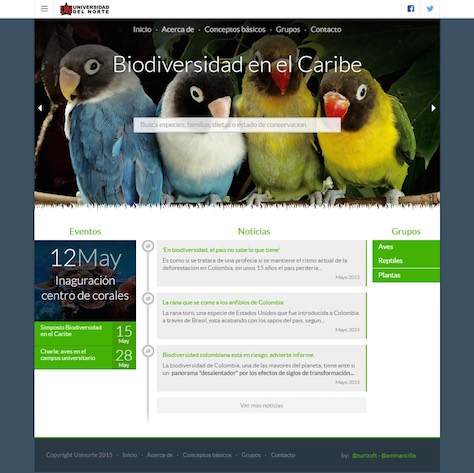 UNIVERSIDAD
DEL NORTE
Inicio - Acerca de - Conceptos básicos - Grupos - Contacto
Biodiversidad en el Caribe
Busca especies, familias, dietas o estado de conservacion.
Eventos
12May
Inaguración
centro de corales
Simposio Biodiversidad
en el Caribe
15
May
Charla: aves en el
campus universitario
28
May
Noticias
'En biodiversidad, el país no sabe lo que tiene'
Es como si se tratara de una profecía si se mantiene el ritmo actual de la
deforestación en Colombia, en unos 15 años el país perdería...
Mayo 2013
La rana que se come a los anfibios de Colombia
La rana toro, una especie de Estados Unidos que fue introducida a Colombia
a traves de Brasil, esta acabando con los sapos del país, según...
Mayo 2013
Biodiversidad colombiana está en riesgo, advierte informe.
La biodiversidad de Colombia, una de las mayores del planeta, tiene ante si
un panorama "desalentador" por los efectos de siglos de transformación...
Mayo 2013
Ver más noticias
Grupos
Aves
Reptiles
Plantas
Copyright Uninorte 2015 - Inicio - Acerca de - Conceptos básicos - Grupos - Contacto
by: @turizoft - @ammancilla